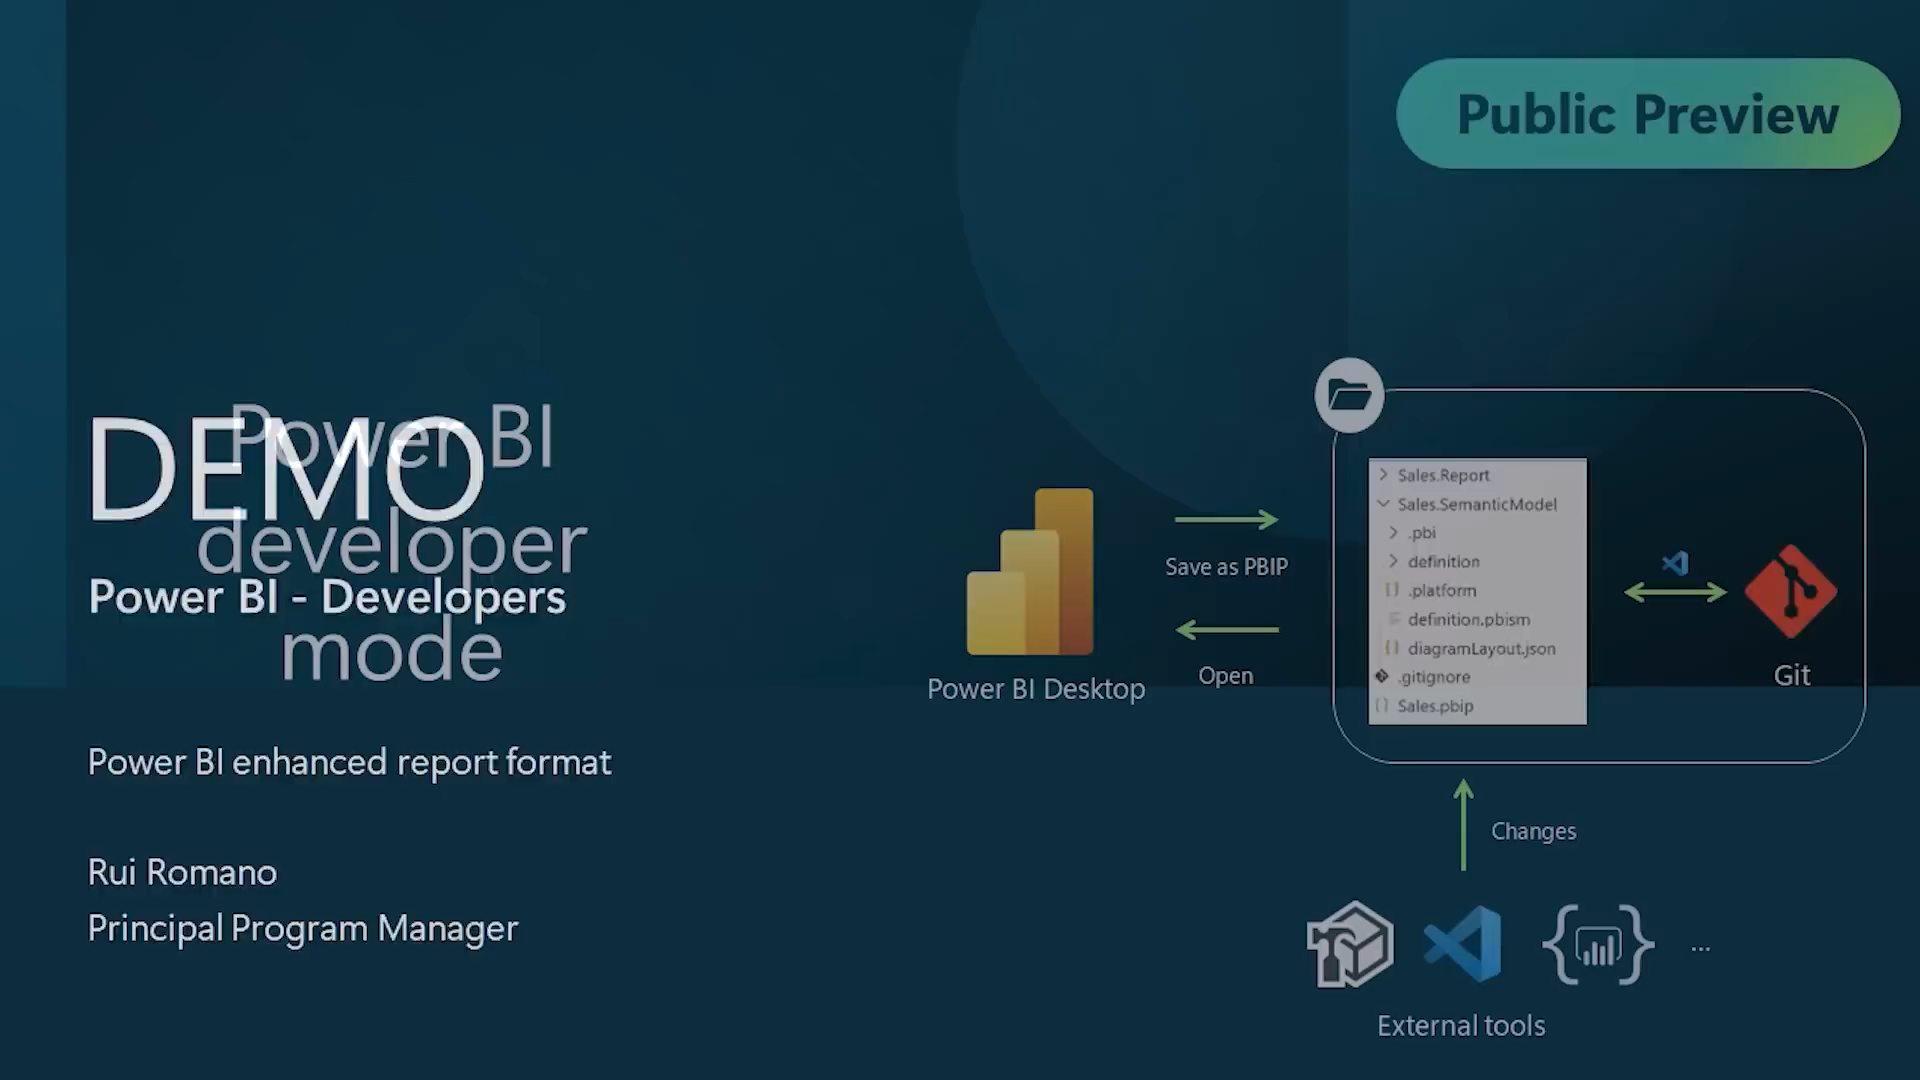 Public Preview
DEMO
Power BI
developer
mode
Power BI - Developers
Power BI enhanced report format
Rui Romano
Principal Program Manager
Power BI Desktop
Save as PBIP
Open
Sales.Report
Sales.SemanticModel
.pbi
definition
.platform
definition.pbism
diagramLayout.json
.gitignore
Sales.pbip
Git
Changes
...
External tools